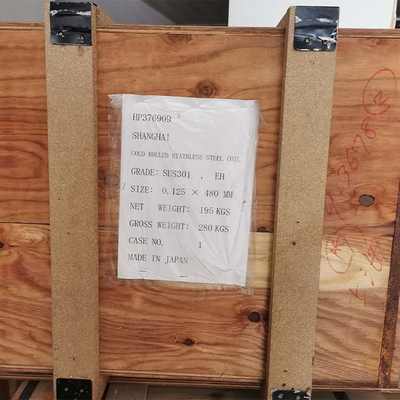 HP376909
SHANGHAI
COLD ROLLED STAINLESS STEEL COIL
GRADE: SUS301 , EH
SIZE: 0.125 × 480 MM
NET WEIGHT: 195 KGS
GROSS WEIGHT: 280 KGS
CASE NO. 1
MADE IN JAPAN